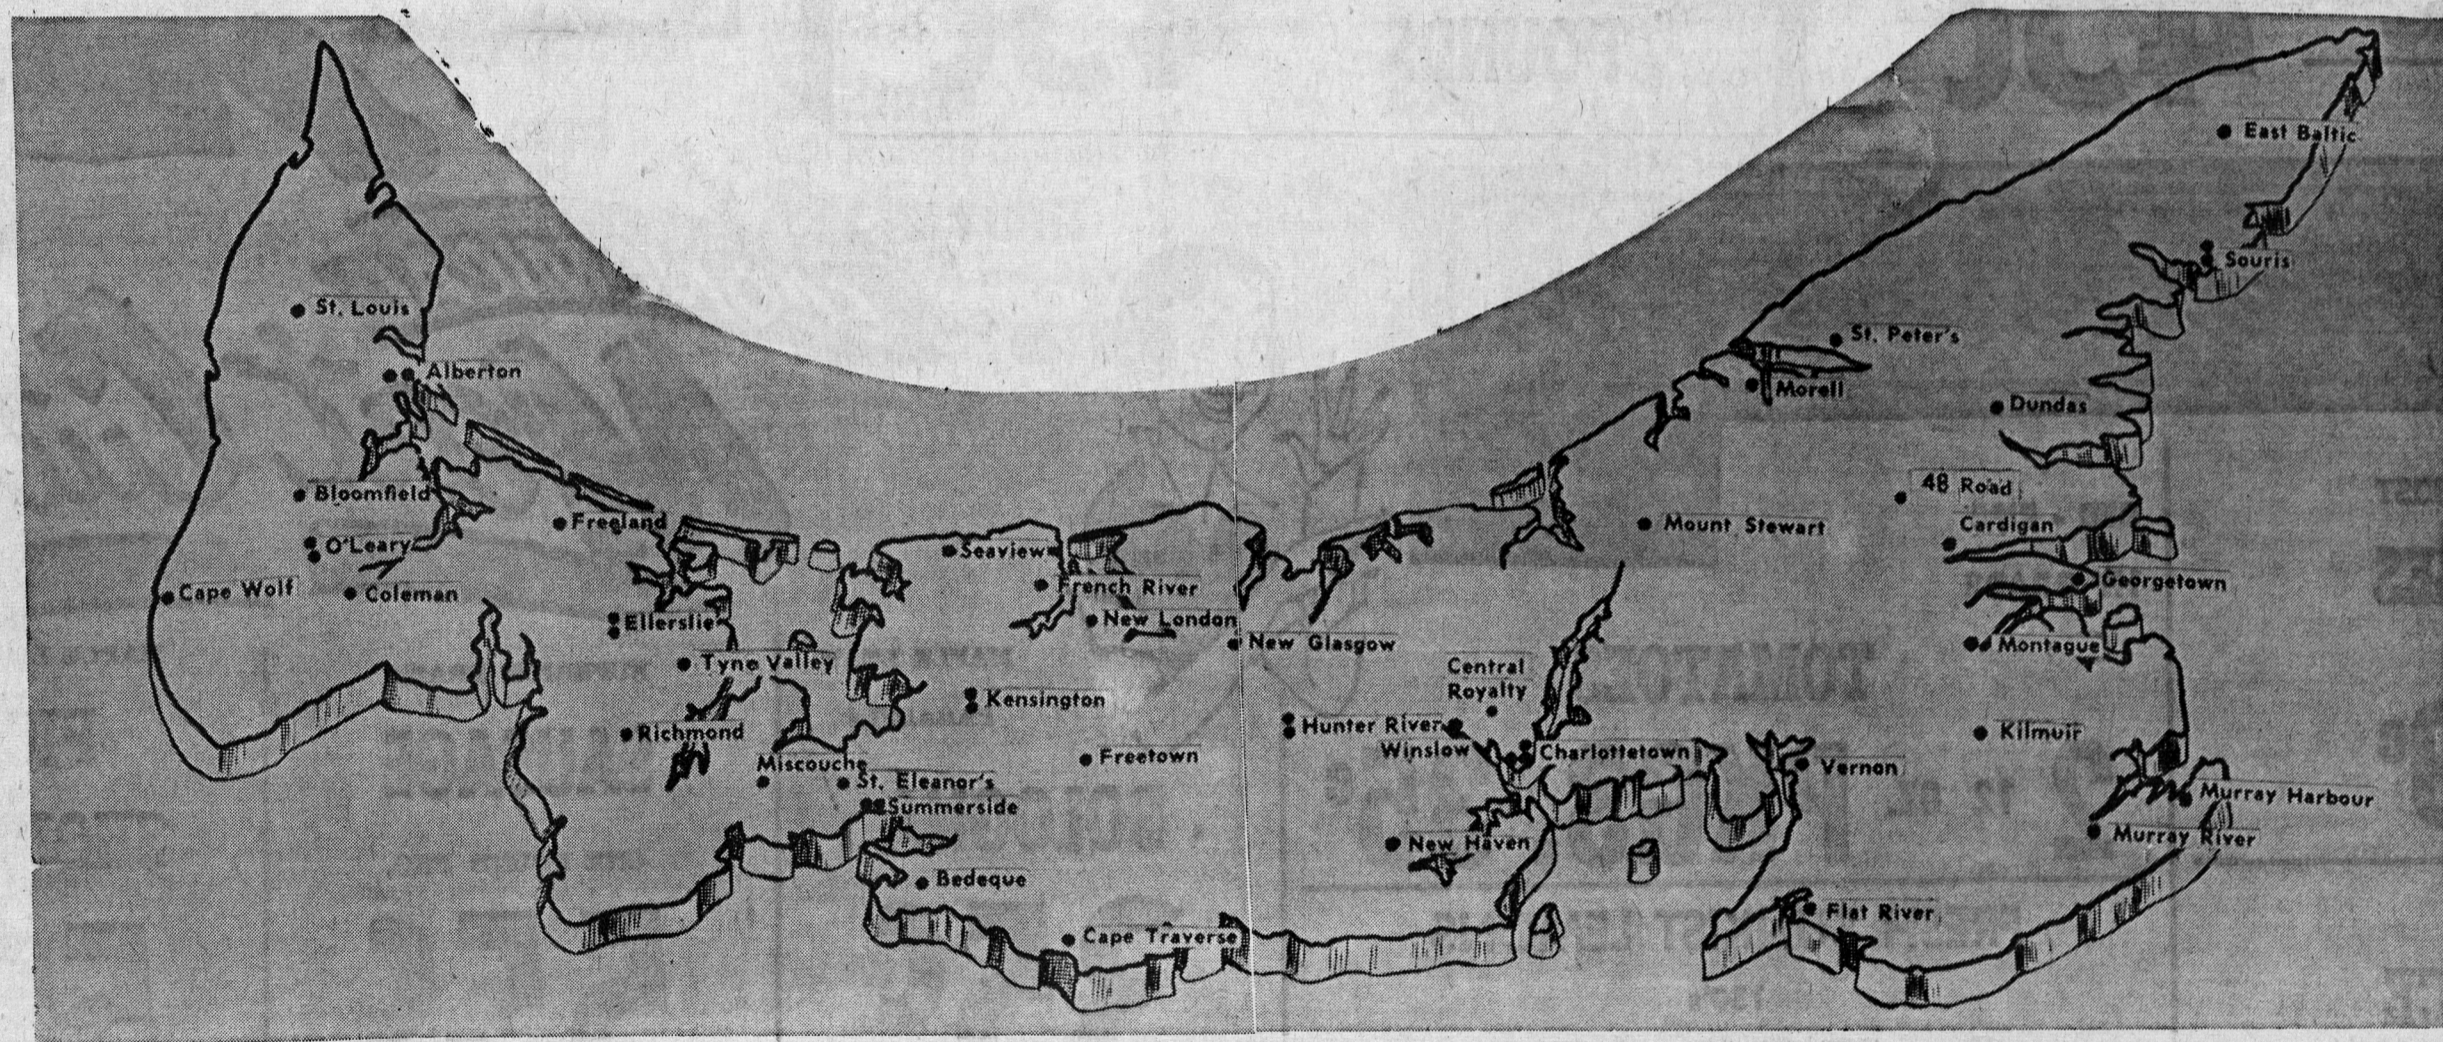 East Baltic
Souris
St. Louis
St. Peter's
Alberton
Morell
Dundas
48 Road
Bloomfield
Freeland
Mount Stewart
Cardigan
O'Leary
Seaview
Cape Wolf
Coleman
French River
Georgetown
Ellerslie
New London
New Glasgow
Montague
Tyne Valley
Central
Royalty
Kensington
Richmond
Hunter River
Winslow
Charlottetown
Kilmuir
Miscouche
Freetown
Vernon
St. Eleanor's
Summerside
Murray Harbour
New Haven
Murray River
Bedeque
Flat River
Cape Traverse